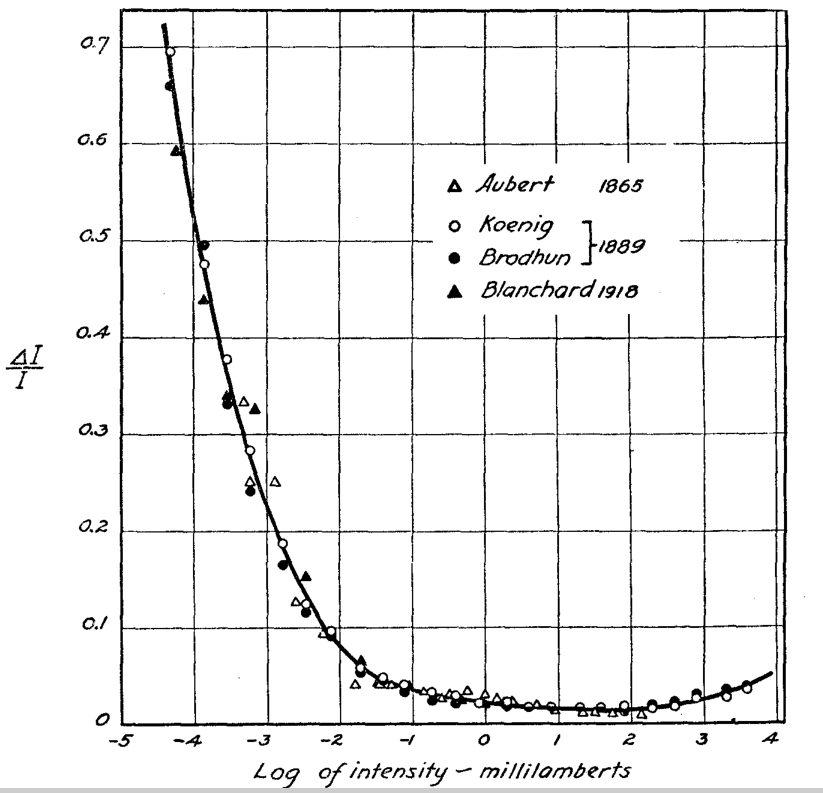 0.7
0.6
0.5
0.4
0.3
0.2
0.1
0
ΔI
I
△ Aubert 1865
○ Koenig
● Brodhun } 1889
▲ Blanchard 1918
-5 -4 -3 -2 -1 0 1 2 3 4
Log of intensity – millilamberts